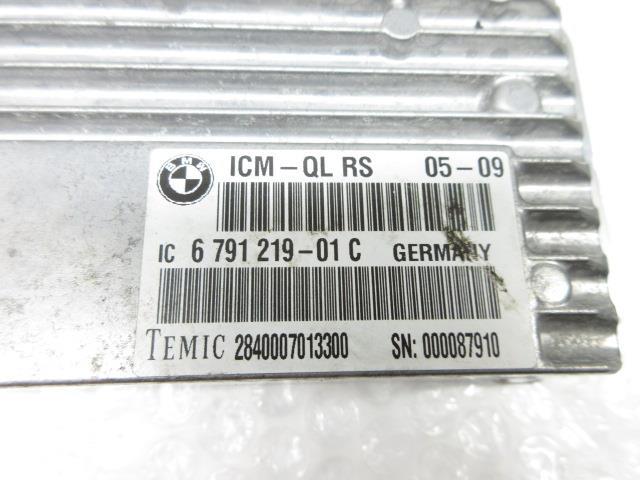 BMW ICM-QL RS 05-09
IC 6 791 219-01 C GERMANY
TEMIC 2840007013300 SN: 000087910